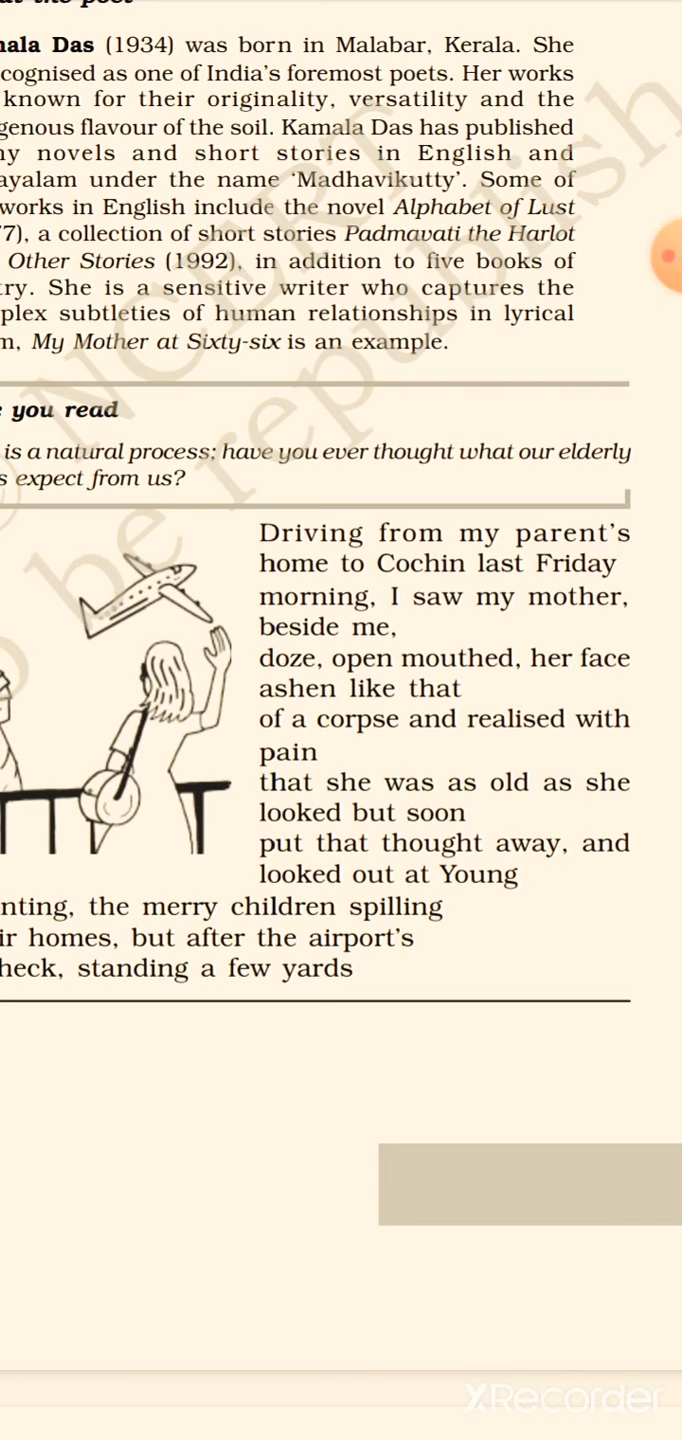 mala Das (1934) was born in Malabar, Kerala. She
cognised as one of India's foremost poets. Her works
known for their originality, versatility and the
genous flavour of the soil. Kamala Das has published
ny novels and short stories in English and
ayalam under the name 'Madhavikutty'. Some of
works in English include the novel Alphabet of Lust
7), a collection of short stories Padmavati the Harlot
Other Stories (1992), in addition to five books of
try. She is a sensitive writer who captures the
plex subtleties of human relationships in lyrical
m, My Mother at Sixty-six is an example.
e you read
is a natural process; have you ever thought what our elderly
s expect from us?
Driving from my parent's
home to Cochin last Friday
morning, I saw my mother,
beside me,
doze, open mouthed, her face
ashen like that
of a corpse and realised with
pain
that she was as old as she
looked but soon
put that thought away, and
looked out at Young
nting, the merry children spilling
ir homes, but after the airport's
heck, standing a few yards
© NCERT
o be republish
XRecorder